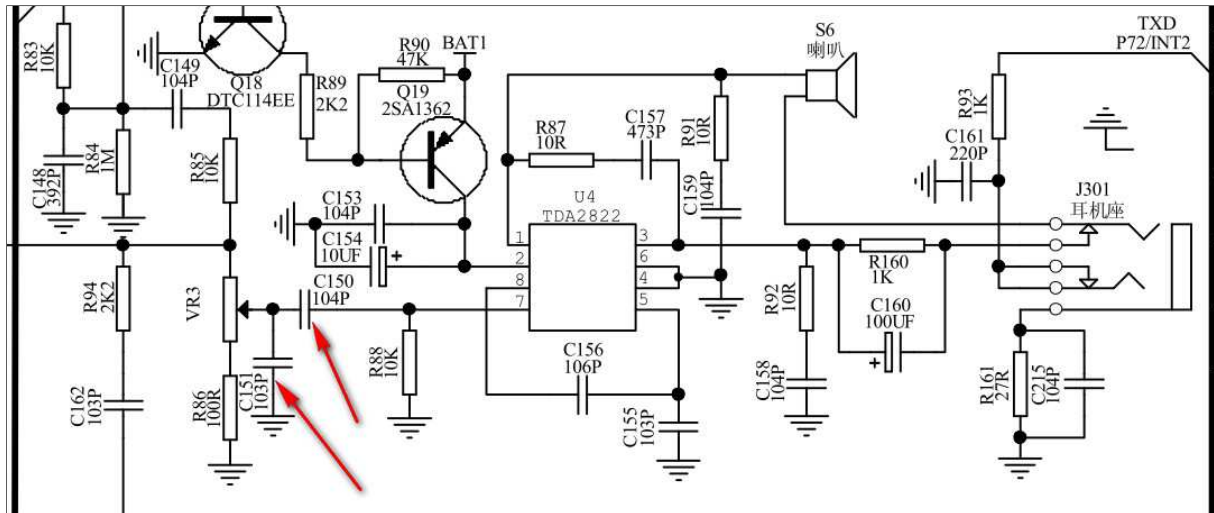 TXD
P72/INT2
S6
喇叭
R83
10K
C149
104P
Q18
DTC114EE
R89
2K2
R90
47K
BAT1
Q19
2SA1362
R87
10R
C157
473P
R91
10R
C159
104P
R93
1K
C161
220P
J301
耳机座
C148
392P
R84
1M
R85
10K
C153
104P
C154
10UF
+
U4
TDA2822
1
2
8
7
3
6
4
5
R94
2K2
VR3
C150
104P
R88
10K
C156
106P
R92
10R
R160
1K
C160
100UF
+
C162
103P
R86
100R
C151
103P
C155
103P
C158
104P
R161
27R
C215
104P